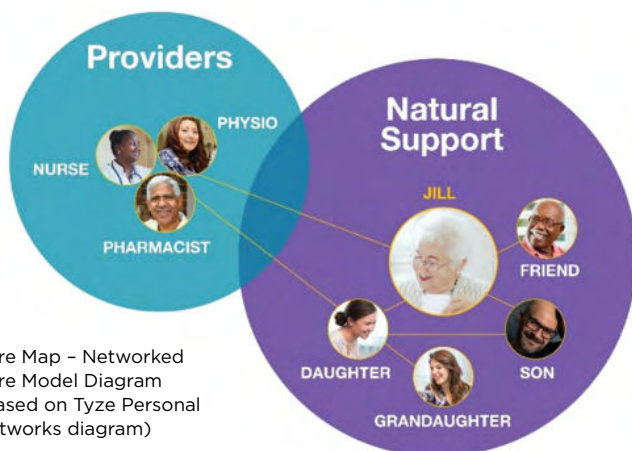 Providers
PHYSIO
NURSE
PHARMACIST
Natural
Support
JILL
FRIEND
DAUGHTER
SON
GRANDAUGHTER
re Map – Networked
re Model Diagram
ased on Tyze Personal
tworks diagram)